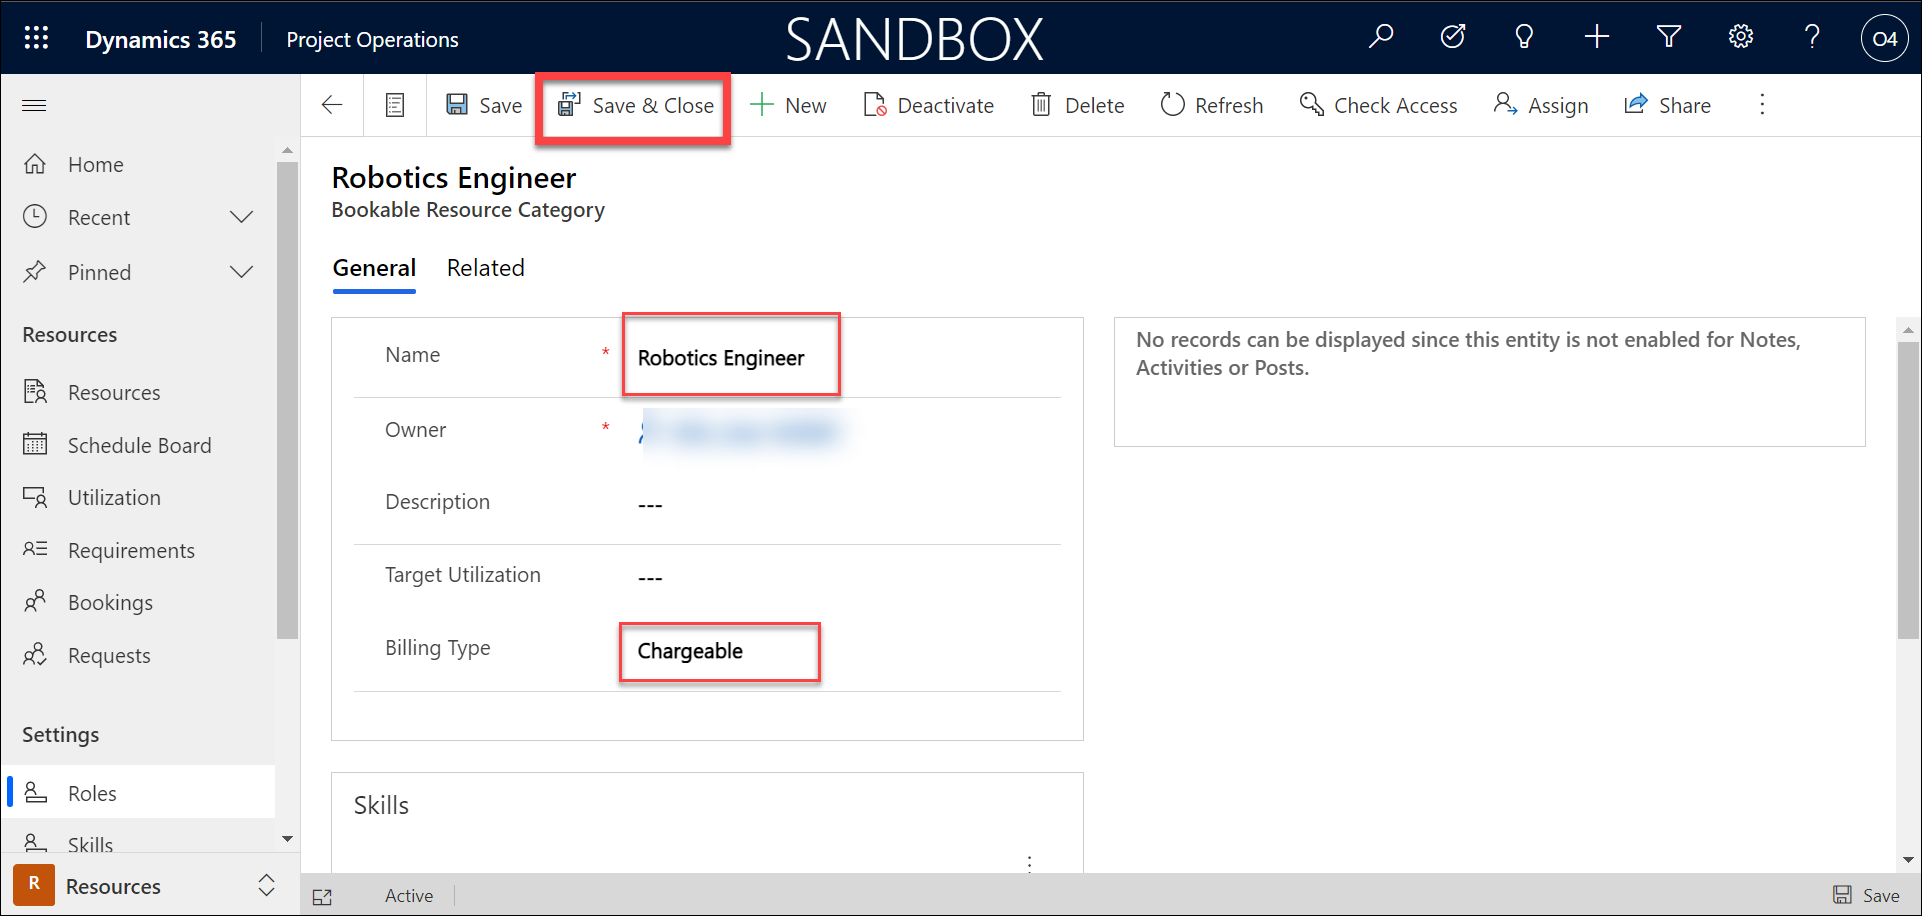 Dynamics 365
Project Operations
SANDBOX
O4
Save
Save & Close
New
Deactivate
Delete
Refresh
Check Access
Assign
Share
Home
Recent
Pinned
Resources
Resources
Schedule Board
Utilization
Requirements
Bookings
Requests
Settings
Roles
Skills
R
Resources
Robotics Engineer
Bookable Resource Category
General
Related
Name * Robotics Engineer
Owner *
Description ---
Target Utilization ---
Billing Type Chargeable
No records can be displayed since this entity is not enabled for Notes,
Activities or Posts.
Skills
Active
Save